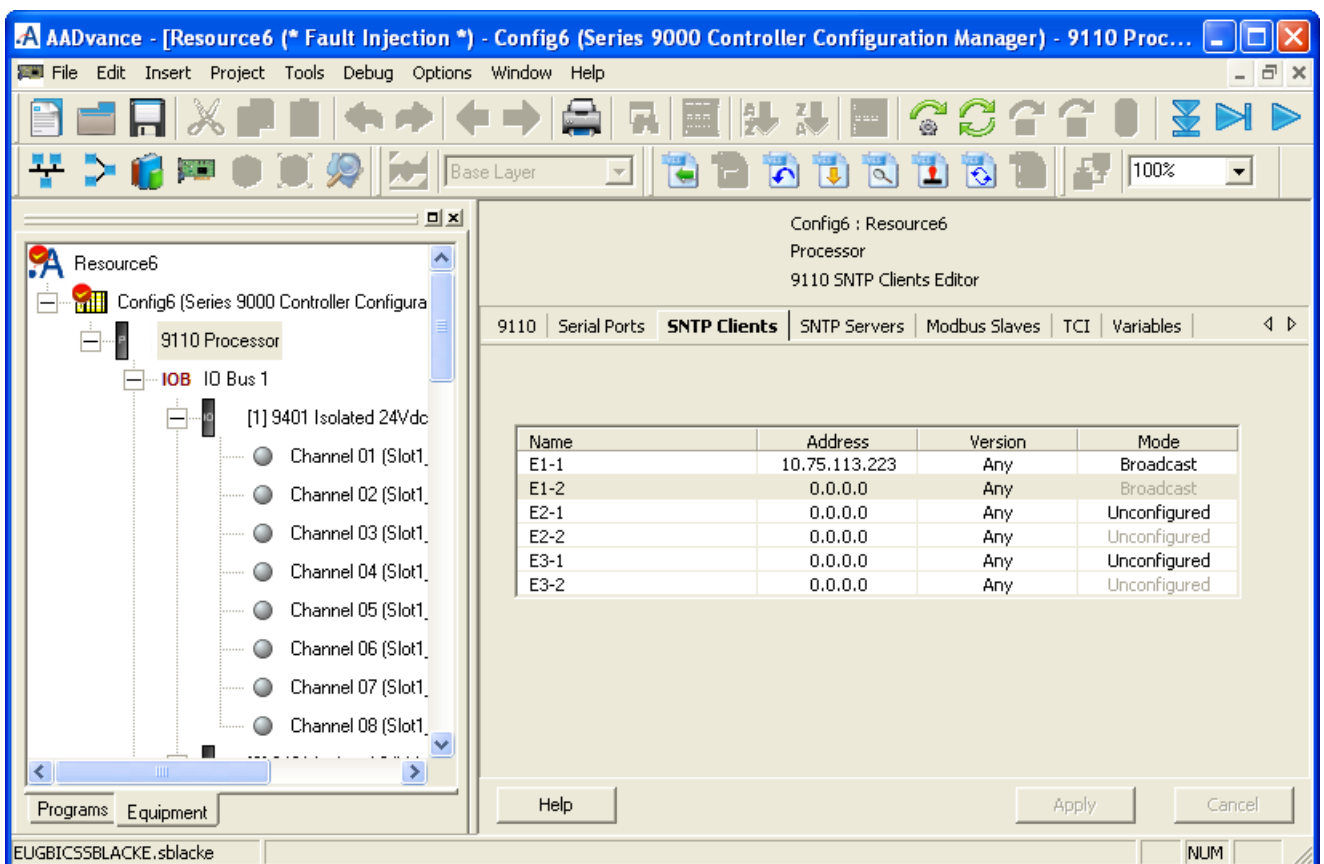 AADvance - [Resource6 (* Fault Injection *) - Config6 (Series 9000 Controller Configuration Manager) - 9110 Proc...
File Edit Insert Project Tools Debug Options Window Help
Base Layer
100%
Resource6
Config6 (Series 9000 Controller Configura
9110 Processor
IOB IO Bus 1
[1] 9401 Isolated 24Vdc
Channel 01 (Slot1_
Channel 02 (Slot1_
Channel 03 (Slot1_
Channel 04 (Slot1_
Channel 05 (Slot1_
Channel 06 (Slot1_
Channel 07 (Slot1_
Channel 08 (Slot1_
Programs Equipment
Config6 : Resource6
Processor
9110 SNTP Clients Editor
9110 Serial Ports SNTP Clients SNTP Servers Modbus Slaves TCI Variables
Name Address Version Mode
E1-1 10.75.113.223 Any Broadcast
E1-2 0.0.0.0 Any Broadcast
E2-1 0.0.0.0 Any Unconfigured
E2-2 0.0.0.0 Any Unconfigured
E3-1 0.0.0.0 Any Unconfigured
E3-2 0.0.0.0 Any Unconfigured
Help Apply Cancel
EUGBICSSBLACKE.sblacke NUM